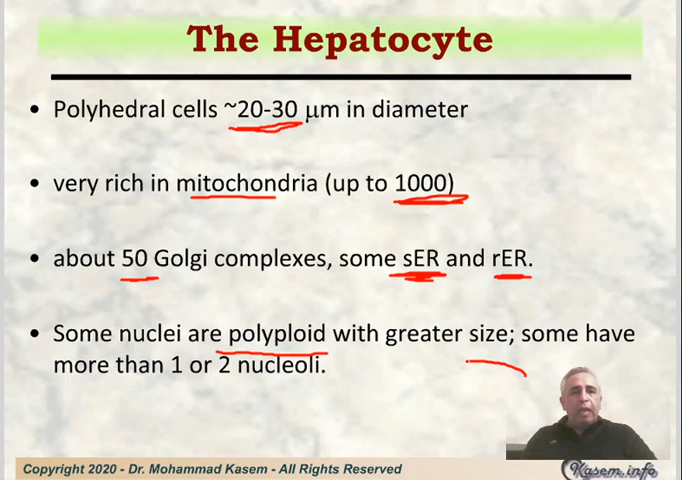 The Hepatocyte
• Polyhedral cells ~20-30 μm in diameter
• very rich in mitochondria (up to 1000)
• about 50 Golgi complexes, some sER and rER.
• Some nuclei are polyploid with greater size; some have
more than 1 or 2 nucleoli.
Copyright 2020 - Dr. Mohammad Kasem - All Rights Reserved
Kasem.info